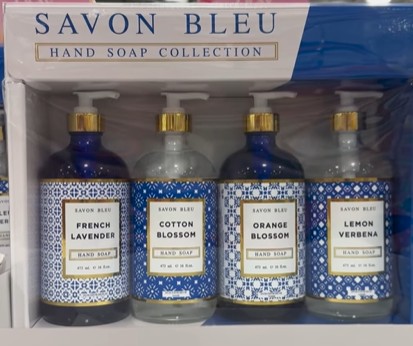 SAVON BLEU
HAND SOAP COLLECTION
SAVON BLEU
FRENCH
LAVENDER
HAND SOAP
SAVON BLEU
COTTON
BLOSSOM
HAND SOAP
SAVON BLEU
ORANGE
BLOSSOM
HAND SOAP
SAVON BLEU
LEMON
VERBENA
HAND SOAP